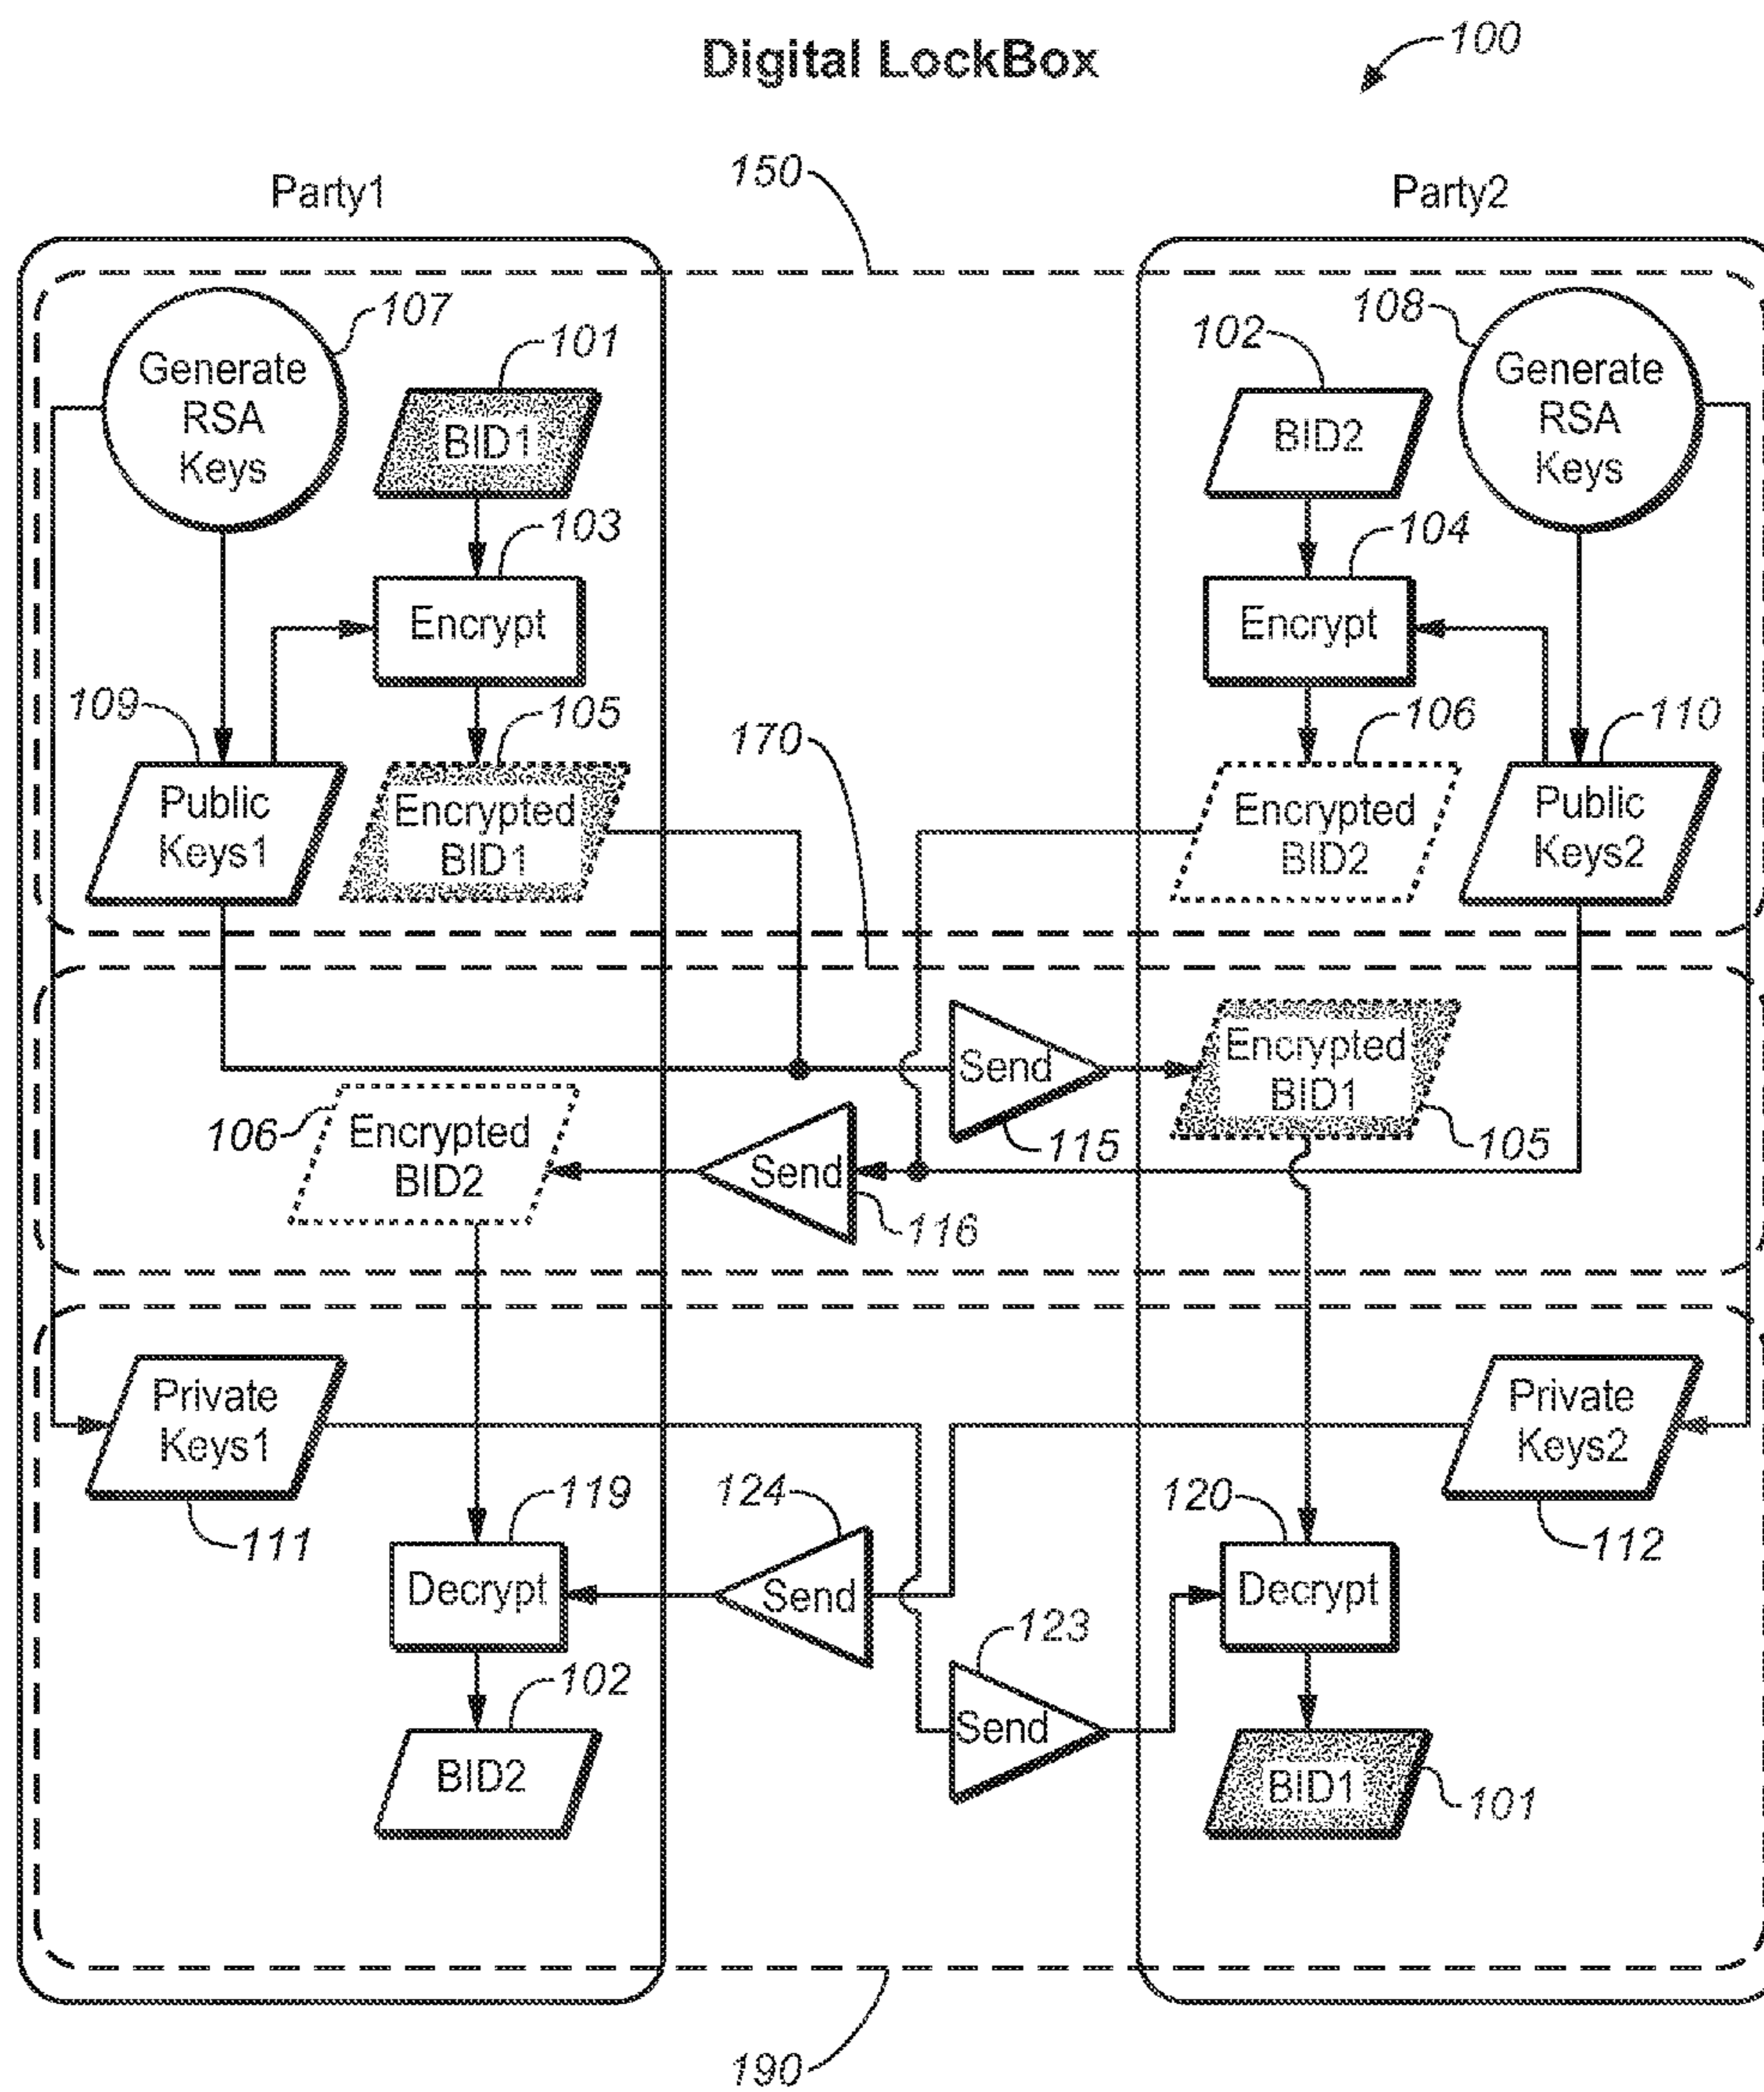 Digital LockBox
100
150
Party1
Party2
107
108
Generate
RSA
Keys
101
BID1
102
BID2
Generate
RSA
Keys
103
Encrypt
104
Encrypt
109
Public
Keys1
105
Encrypted
BID1
170
106
Encrypted
BID2
110
Public
Keys2
Send
115
Encrypted
BID1
105
106
Encrypted
BID2
Send
116
Private
Keys1
111
Private
Keys2
112
119
Decrypt
124
Send
120
Decrypt
123
Send
102
BID2
BID1
101
190